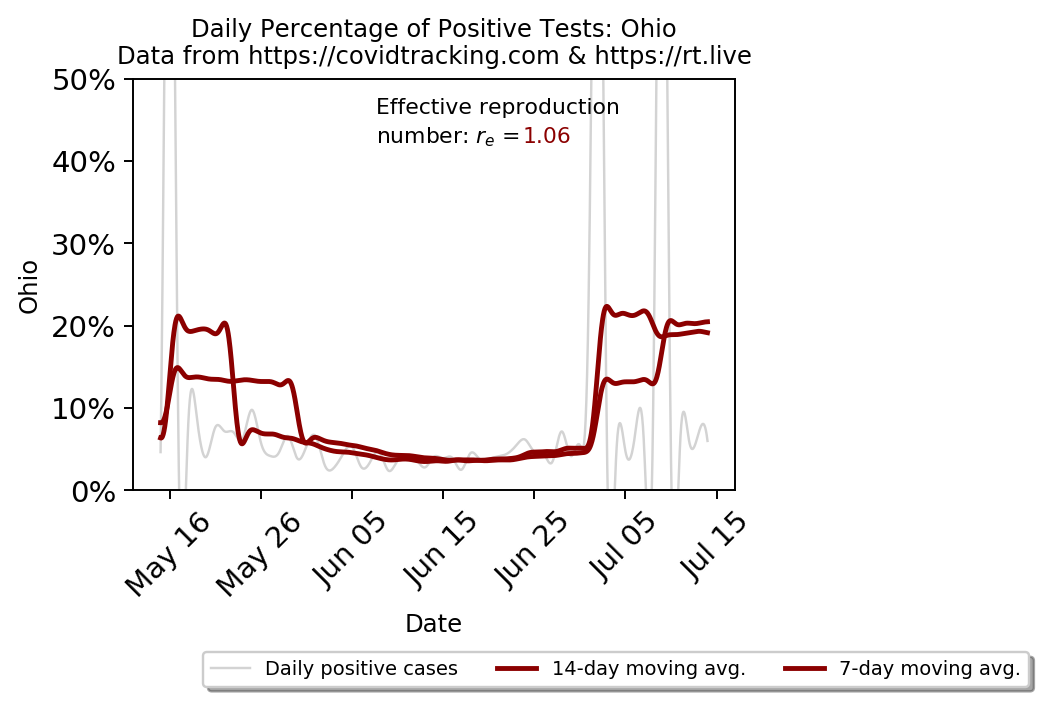 Daily Percentage of Positive Tests: Ohio
Data from https://covidtracking.com & https://rt.live
50%
40%
30%
20%
10%
0%
Ohio
Effective reproduction
number: rₑ =1.06
May 16
May 26
Jun 05
Jun 15
Jun 25
Jul 05
Jul 15
Date
Daily positive cases
14-day moving avg.
7-day moving avg.